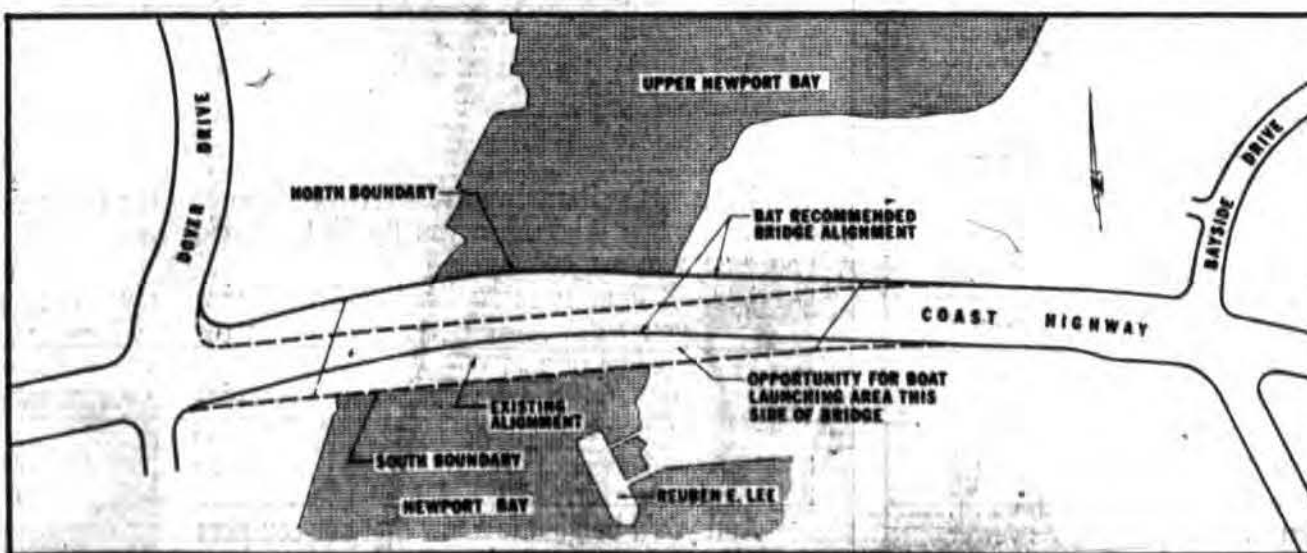 UPPER NEWPORT BAY
DOVER DRIVE
NORTH BOUNDARY
BAT RECOMMENDED
BRIDGE ALIGNMENT
BAYSIDE DRIVE
COAST HIGHWAY
OPPORTUNITY FOR BOAT
LAUNCHING AREA THIS
SIDE OF BRIDGE
EXISTING
ALIGNMENT
SOUTH BOUNDARY
NEWPORT BAY
REUBEN E. LEE
N